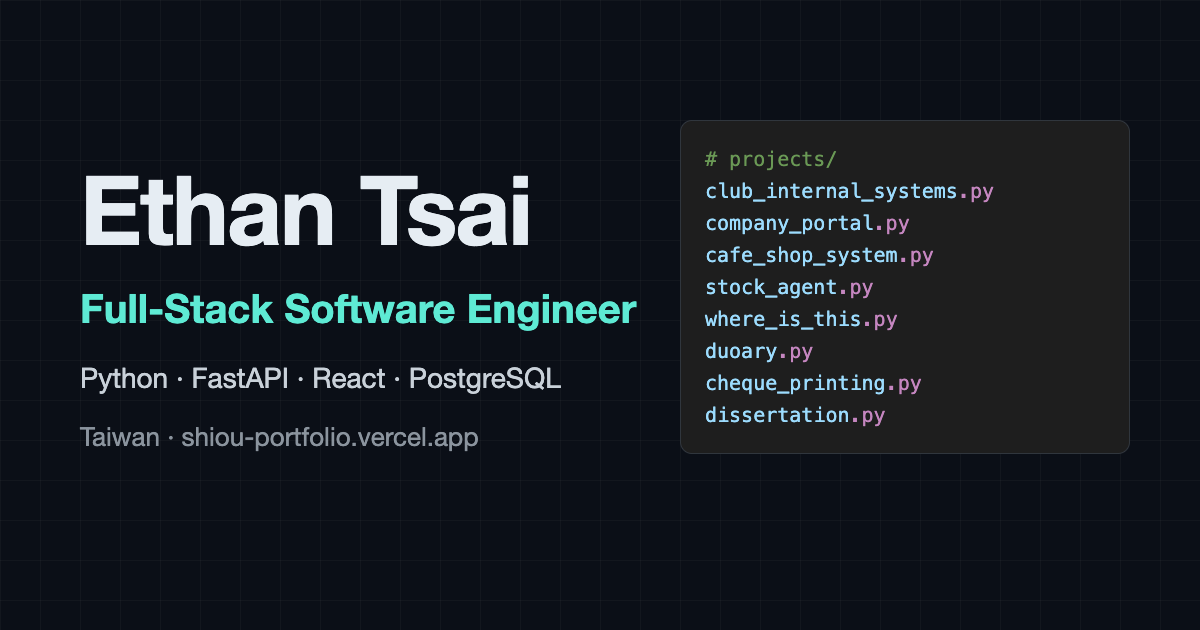 Ethan Tsai
Full-Stack Software Engineer
Python · FastAPI · React · PostgreSQL
Taiwan · shiou-portfolio.vercel.app
# projects/
club_internal_systems.py
company_portal.py
cafe_shop_system.py
stock_agent.py
where_is_this.py
duoary.py
cheque_printing.py
dissertation.py